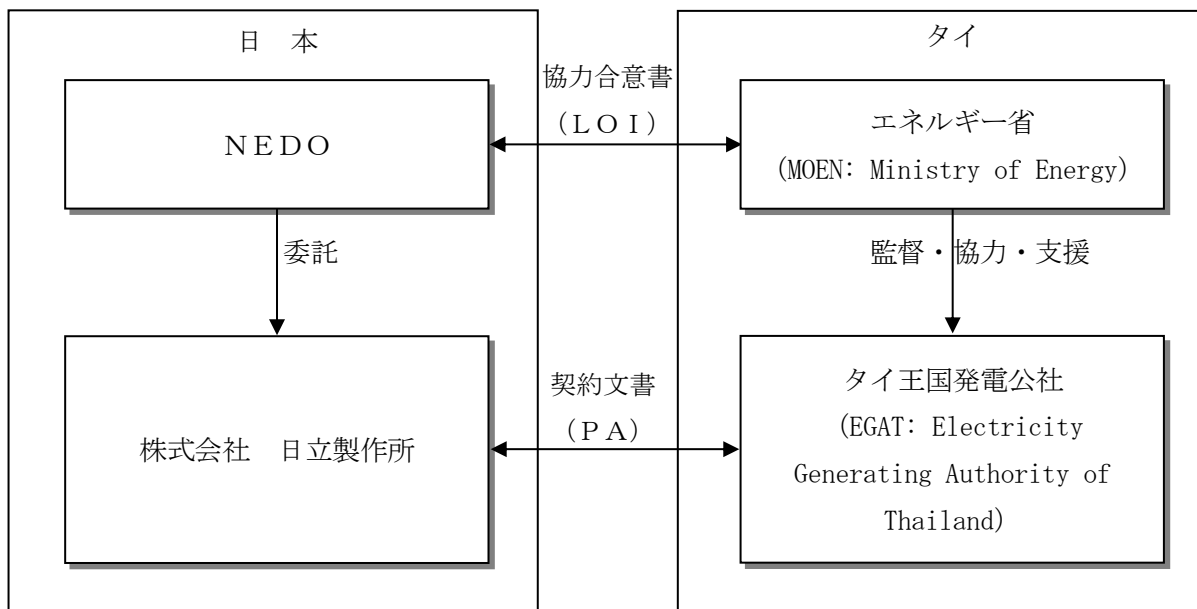 日 本
タイ
NEDO
協力合意書
(LOI)
エネルギー省
(MOEN: Ministry of Energy)
委託
監督・協力・支援
株式会社 日立製作所
契約文書
(PA)
タイ王国発電公社
(EGAT: Electricity
Generating Authority of
Thailand)